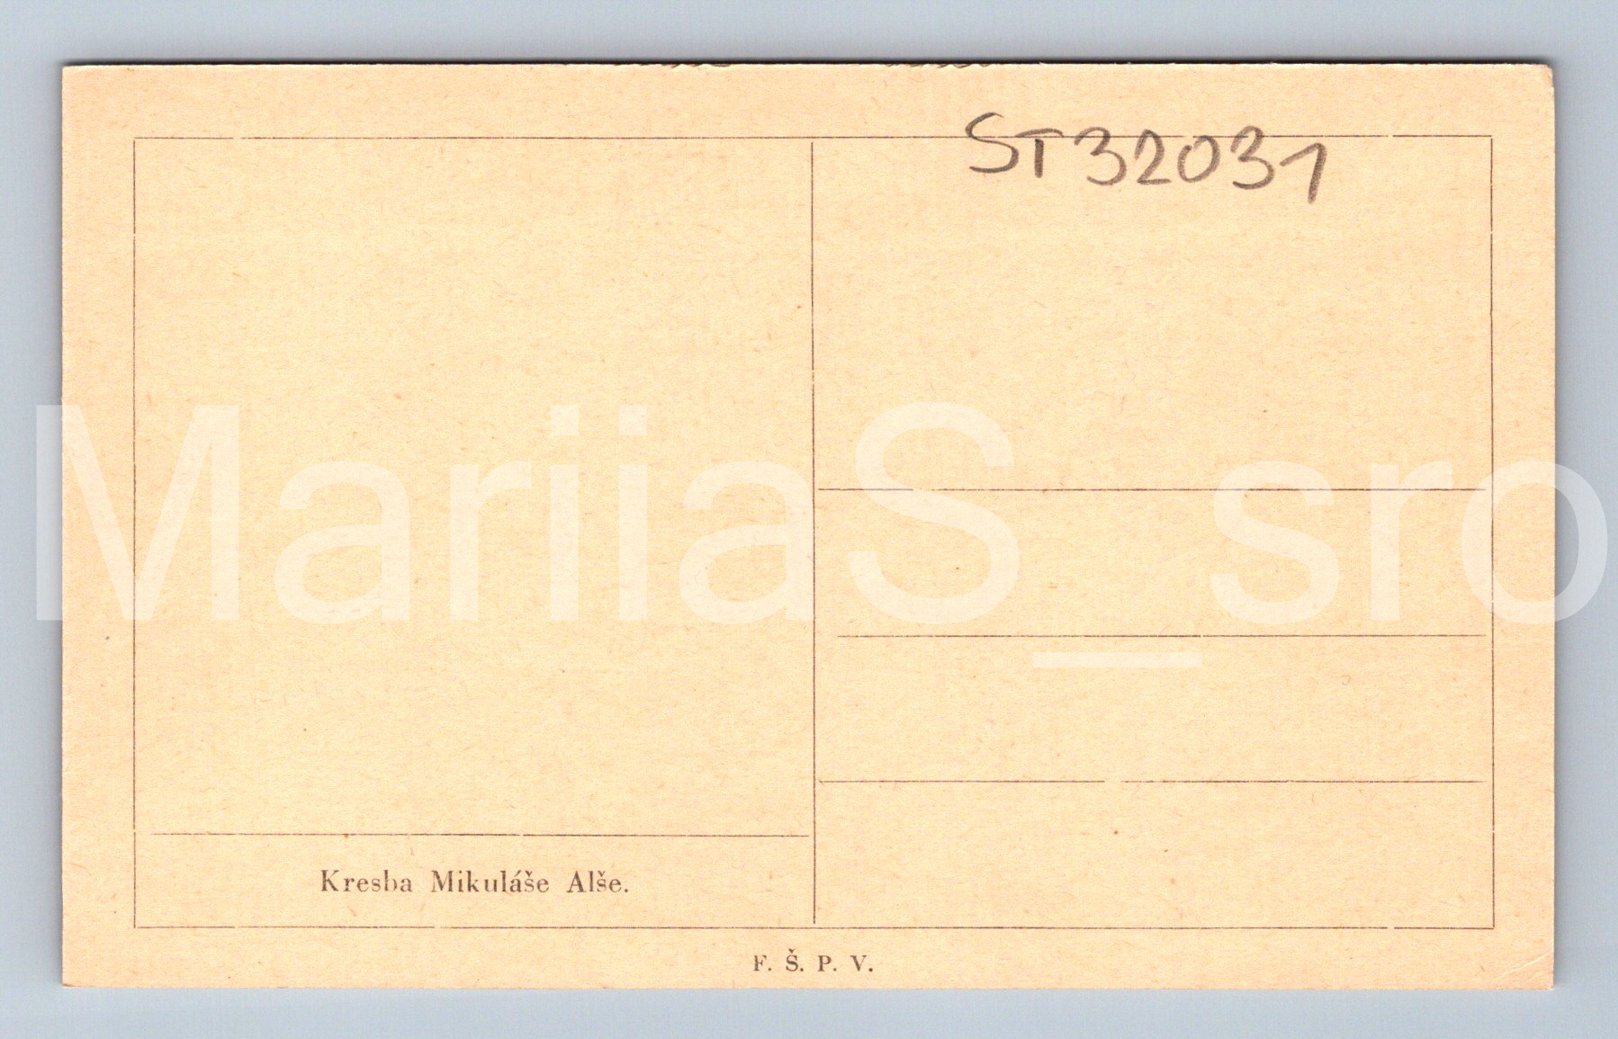 ST32031
MariiaS_sro
Kresba Mikuláše Alše.
F. Š. P. V.